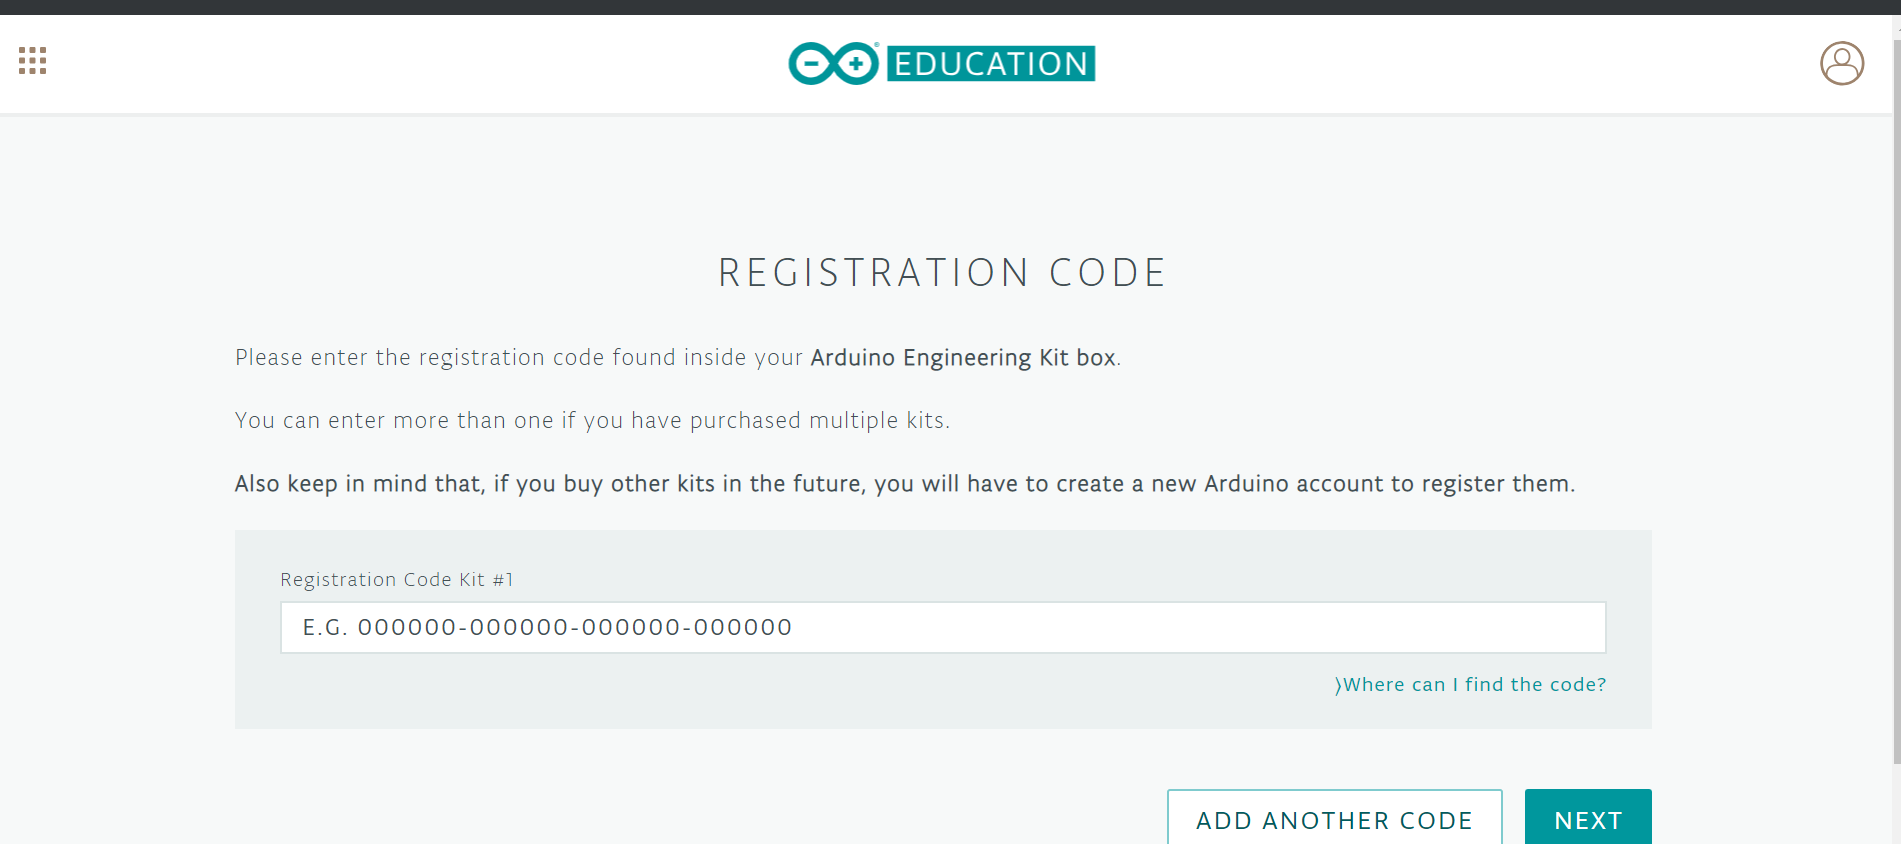 EDUCATION
REGISTRATION CODE
Please enter the registration code found inside your Arduino Engineering Kit box.
You can enter more than one if you have purchased multiple kits.
Also keep in mind that, if you buy other kits in the future, you will have to create a new Arduino account to register them.
Registration Code Kit #1
E.G. 000000-000000-000000-000000
⟩Where can I find the code?
ADD ANOTHER CODE
NEXT